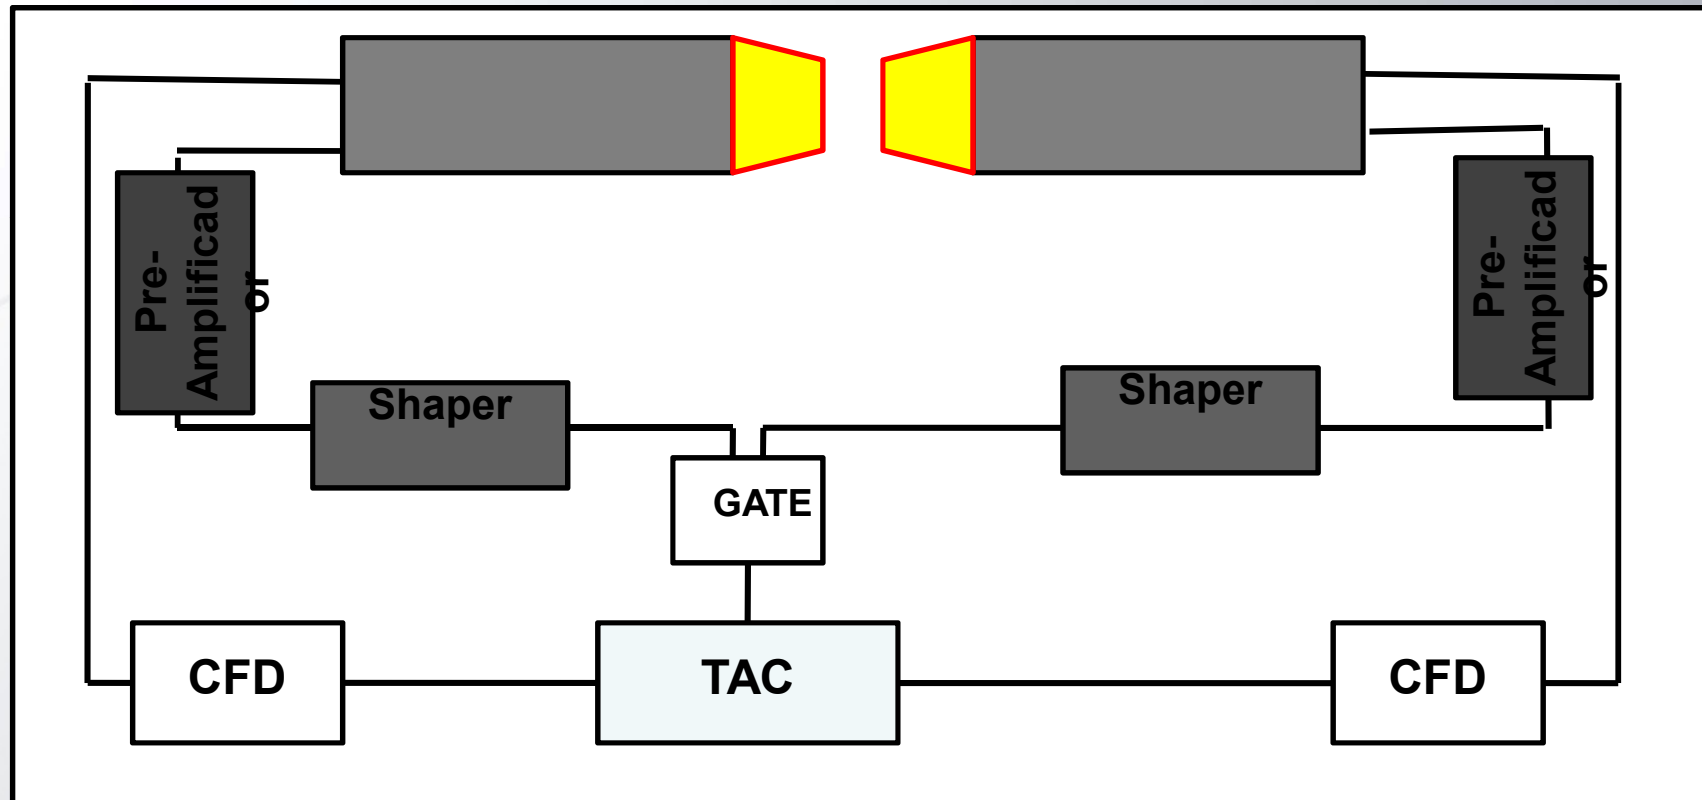 Pre-
Amplificad
or
Pre-
Amplificad
or
Shaper
Shaper
GATE
CFD
TAC
CFD